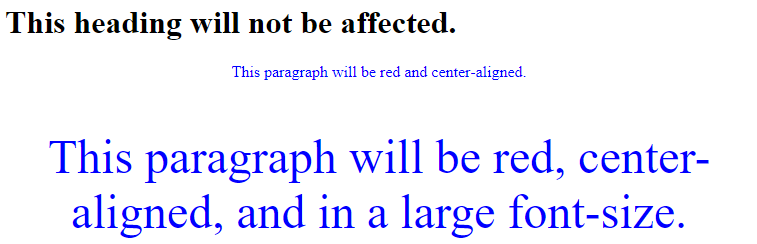 This heading will not be affected.
This paragraph will be red and center-aligned.
This paragraph will be red, center-
aligned, and in a large font-size.